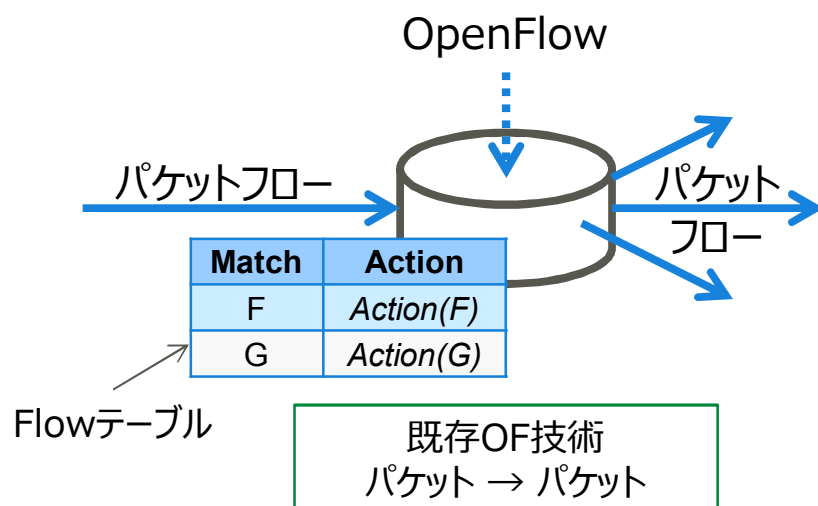 OpenFlow
パケットフロー
パケット
フロー
Match Action
F Action(F)
G Action(G)
Flowテーブル
既存OF技術
パケット → パケット